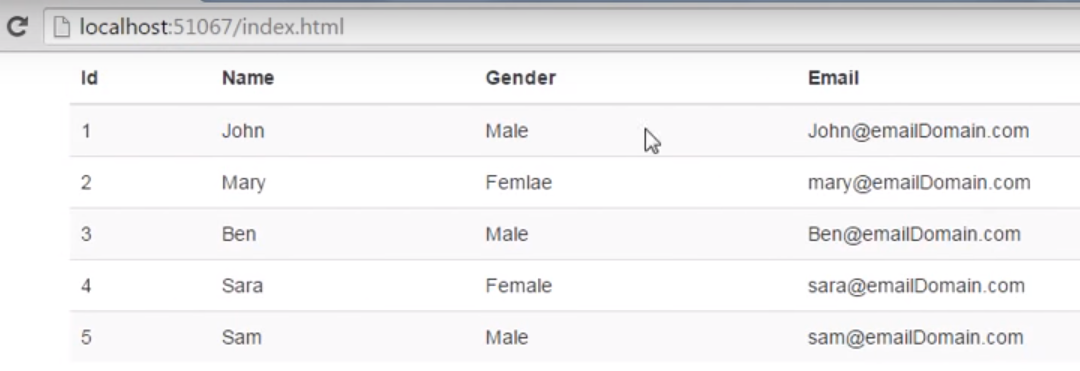 localhost:51067/index.html
Id Name Gender Email
1 John Male John@emailDomain.com
2 Mary Femlae mary@emailDomain.com
3 Ben Male Ben@emailDomain.com
4 Sara Female sara@emailDomain.com
5 Sam Male sam@emailDomain.com